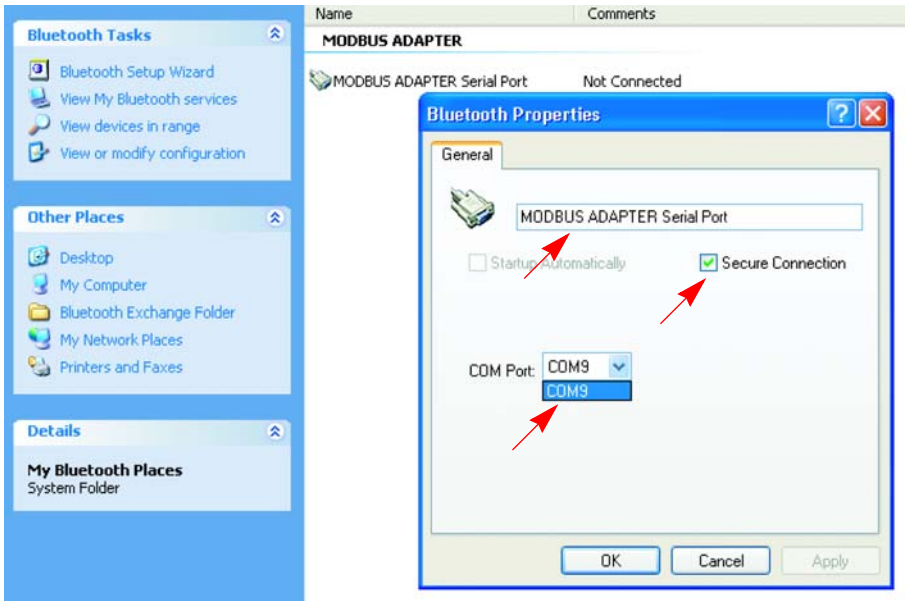 Bluetooth Tasks
Bluetooth Setup Wizard
View My Bluetooth services
View devices in range
View or modify configuration
Other Places
Desktop
My Computer
Bluetooth Exchange Folder
My Network Places
Printers and Faxes
Details
My Bluetooth Places
System Folder
Name Comments
MODBUS ADAPTER
MODBUS ADAPTER Serial Port Not Connected
Bluetooth Properties
General
MODBUS ADAPTER Serial Port
Startup Automatically Secure Connection
COM Port: COM9
COM9
OK Cancel Apply